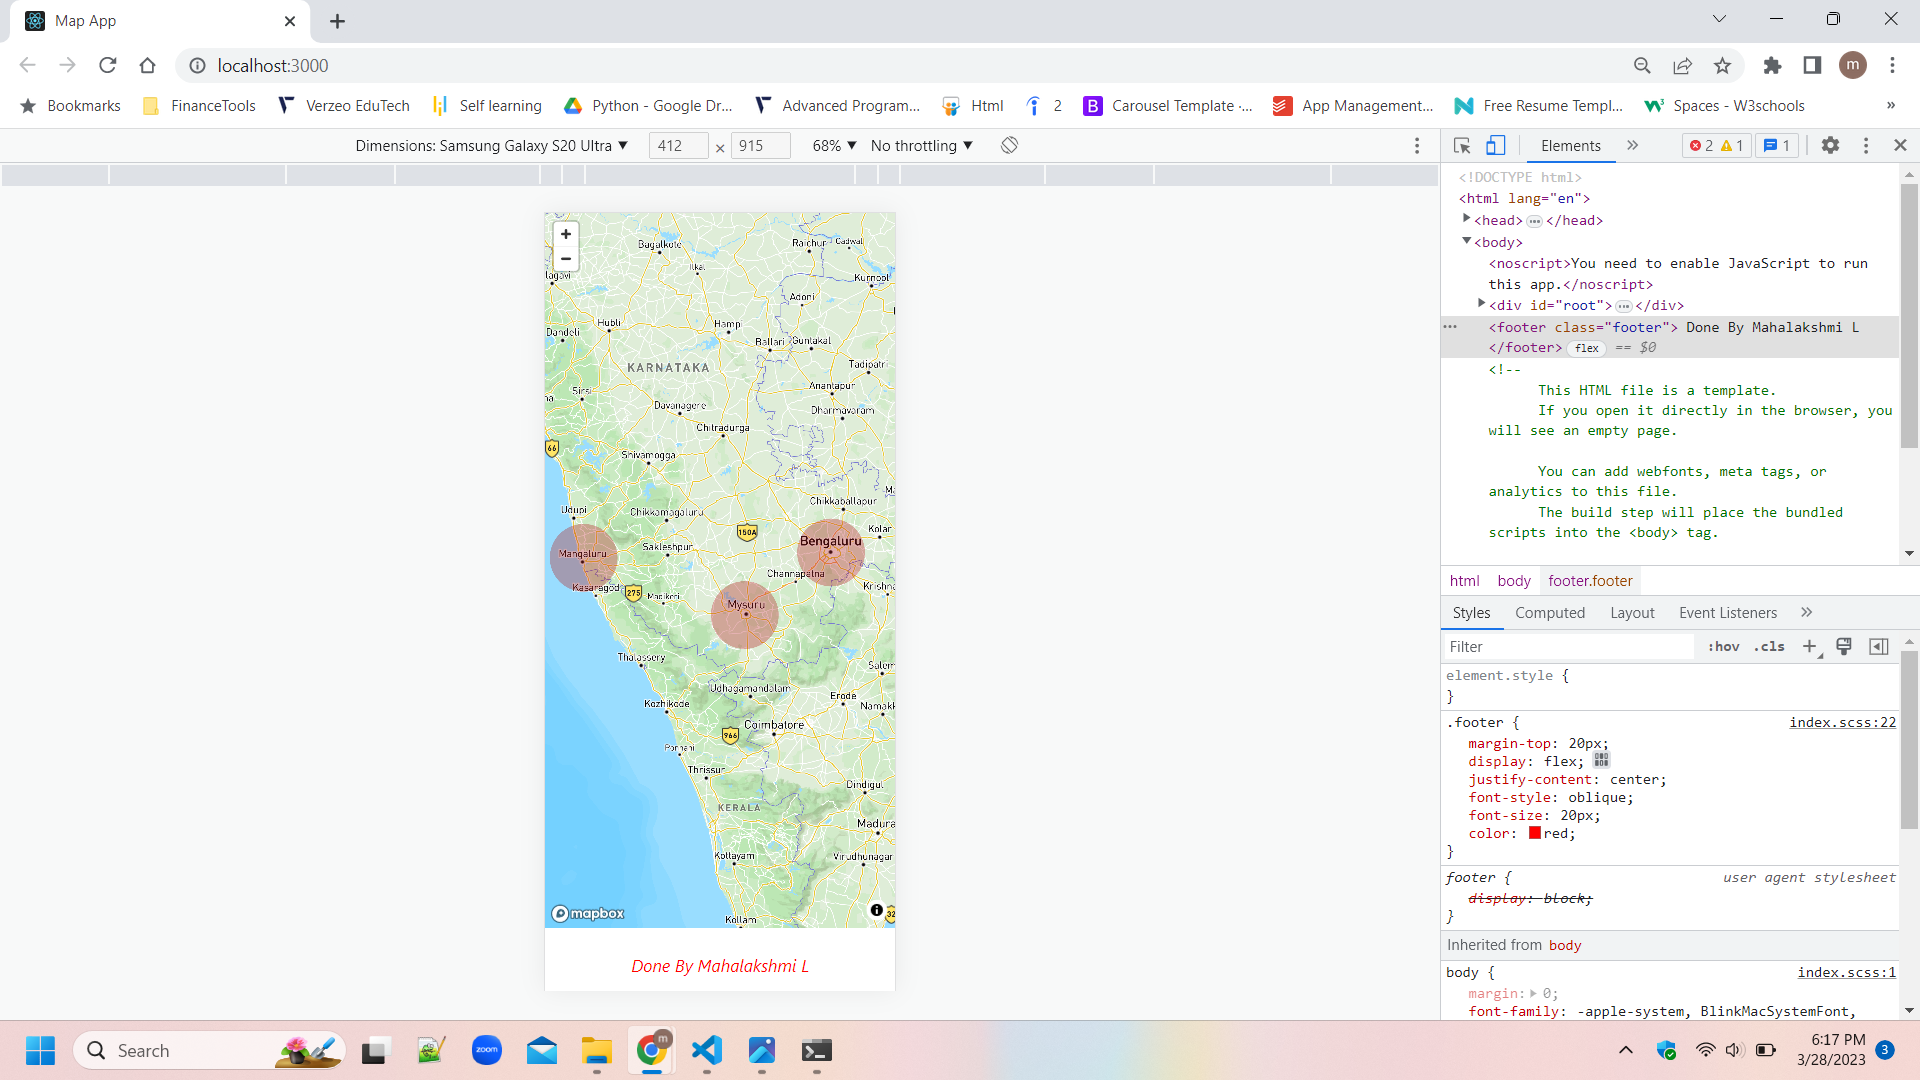 Map App
localhost:3000
Bookmarks FinanceTools Verzeo EduTech Self learning Python - Google Dr... Advanced Program... Html 2 Carousel Template ·... App Management... Free Resume Templ... Spaces - W3schools »
Dimensions: Samsung Galaxy S20 Ultra ▼ 412 × 915 68% ▼ No throttling ▼
Elements » 2 1 1
<!DOCTYPE html>
<html lang="en">
<head> ... </head>
<body>
<noscript>You need to enable JavaScript to run
this app.</noscript>
<div id="root"> ... </div>
... <footer class="footer"> Done By Mahalakshmi L
</footer> flex == $0
<!--
This HTML file is a template.
If you open it directly in the browser, you
will see an empty page.
You can add webfonts, meta tags, or
analytics to this file.
The build step will place the bundled
scripts into the <body> tag.
html body footer.footer
Styles Computed Layout Event Listeners »
Filter :hov .cls +
element.style {
}
.footer { index.scss:22
margin-top: 20px;
display: flex;
justify-content: center;
font-style: oblique;
font-size: 20px;
color: red;
}
footer { user agent stylesheet
display: block;
}
Inherited from body
body { index.scss:1
margin: 0;
font-family: -apple-system, BlinkMacSystemFont,
+
−
Bagalkote
Raichur
Gadwal
Ilkal
lagavi
Kurnool
Adoni
Hubli
Hampi
Dandeli
Ballari
Guntakal
KARNATAKA
Tadipatri
Sirsi
Anantapur
na
Davanagere
Dharmavaram
Chitradurga
66
Shivamogga
Chikkaballapur
Ma
Udupi
Chikkamagaluru
150A
Kolar
Bengaluru
Mangaluru
Sakleshpur
Channapatna
Kasaragod
275
Madikeri
Krishna
Mysuru
Thalassery
Salem
Udhagamandalam
Erode
Kozhikode
Namakk
Coimbatore
966
Ponnani
Thrissur
Dindigul
KERALA
Madura
Kottayam
Virudhunagar
mapbox
32
Kollam
Done By Mahalakshmi L
Search
zoom
m
6:17 PM
3/28/2023
3